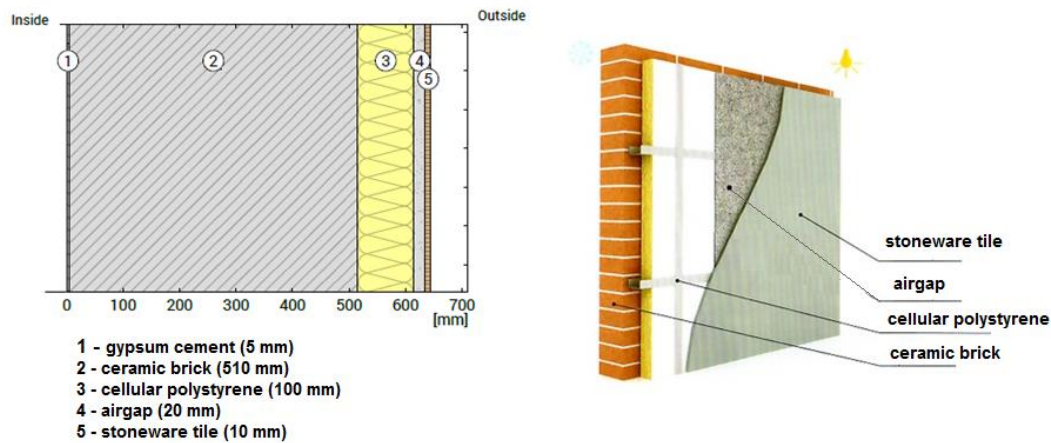 Inside
Outside
1
2
3
4
5
0 100 200 300 400 500 600 700
[mm]
1 - gypsum cement (5 mm)
2 - ceramic brick (510 mm)
3 - cellular polystyrene (100 mm)
4 - airgap (20 mm)
5 - stoneware tile (10 mm)
stoneware tile
airgap
cellular polystyrene
ceramic brick